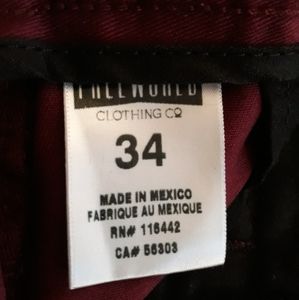 FREEWORLD
CLOTHING CO
34
MADE IN MEXICO
FABRIQUE AU MEXIQUE
RN# 116442
CA# 56303